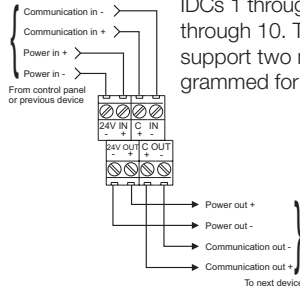 Communication in -
Communication in +
Power in +
Power in -
From control panel
or previous device
IDCs 1 throug
through 10. T
support two r
grammed for
24V IN C IN
- + + -
24V OUT C OUT
- + + -
Power out +
Power out -
Communication out -
Communication out +
To next device